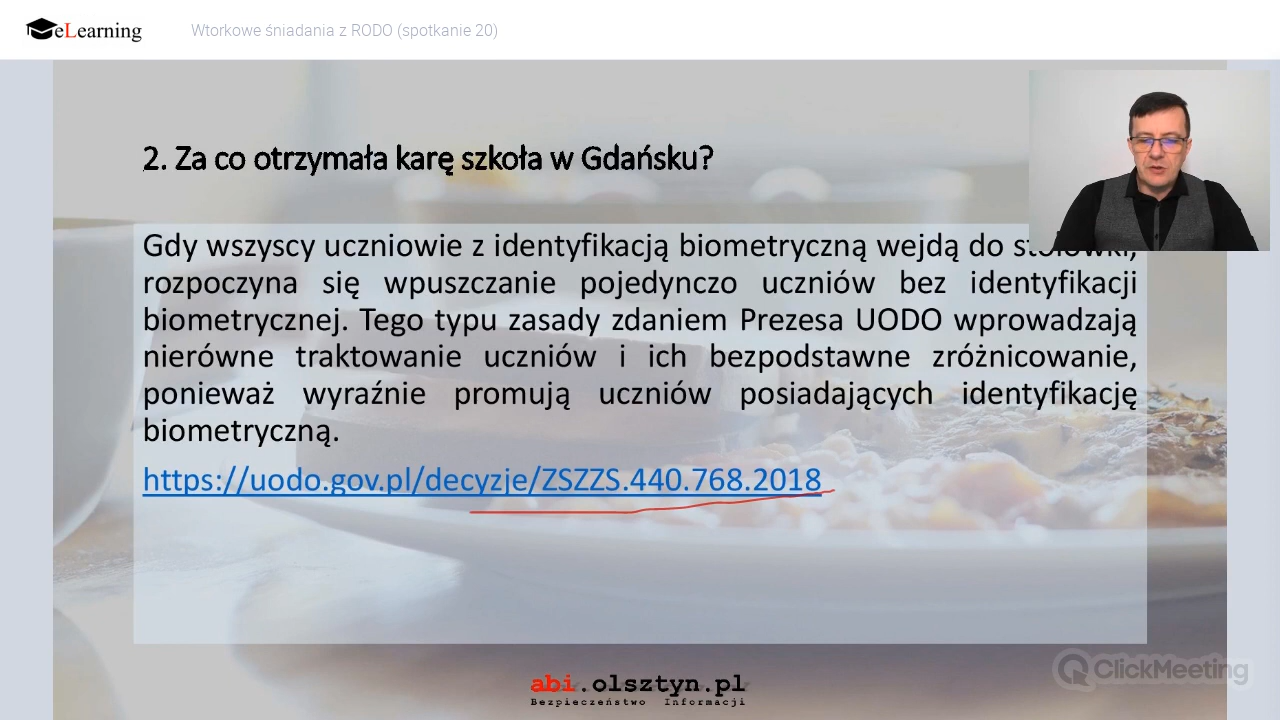 eLearning
Wtorkowe śniadania z RODO (spotkanie 20)
2. Za co otrzymała karę szkoła w Gdańsku?
Gdy wszyscy uczniowie z identyfikacją biometryczną wejdą do stołówki,
rozpoczyna się wpuszczanie pojedynczo uczniów bez identyfikacji
biometrycznej. Tego typu zasady zdaniem Prezesa UODO wprowadzają
nierówne traktowanie uczniów i ich bezpodstawne zróżnicowanie,
ponieważ wyraźnie promują uczniów posiadających identyfikację
biometryczną.
https://uodo.gov.pl/decyzje/ZSZZS.440.768.2018
ClickMeeting
abi.olsztyn.pl
Bezpieczeństwo Informacji